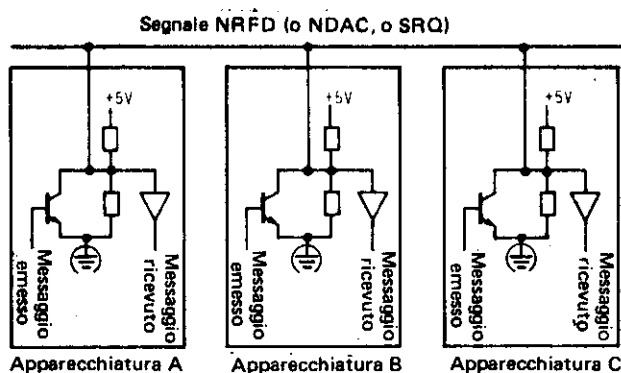 Segnale NRFD (o NDAC, o SRQ)
+5V
+5V
+5V
Messaggio
emesso
Messaggio
ricevuto
Messaggio
emesso
Messaggio
ricevuto
Messaggio
emesso
Messaggio
ricevuto
Apparecchiatura A
Apparecchiatura B
Apparecchiatura C